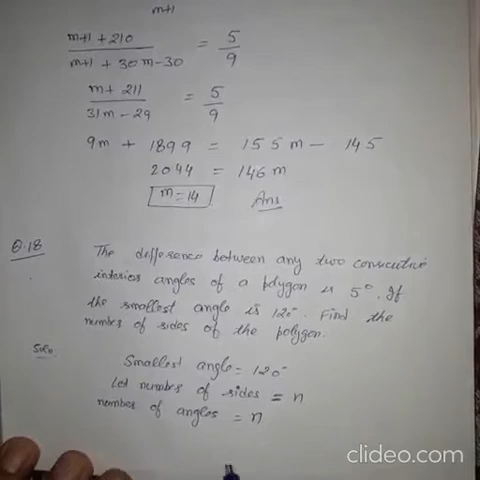 m+1
m+1 + 210 / m+1 + 30m-30 = 5/9
m+ 211 / 31m - 29 = 5/9
9m + 1899 = 155m - 145
2044 = 146m
m=14 Ans
Q.18 The difference between any two consecutive
interior angles of a polygon is 5°. If
the smallest angle is 120°. Find the
number of sides of the polygon.
Solo Smallest angle = 120°
Let number of sides = n
number of angles = n
clideo.com